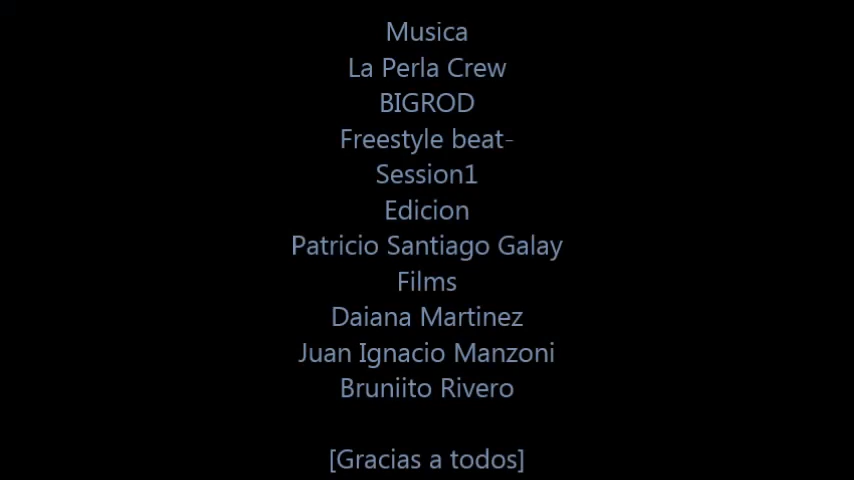 Musica
La Perla Crew
BIGROD
Freestyle beat-
Session1
Edicion
Patricio Santiago Galay
Films
Daiana Martinez
Juan Ignacio Manzoni
Bruniito Rivero
[Gracias a todos]